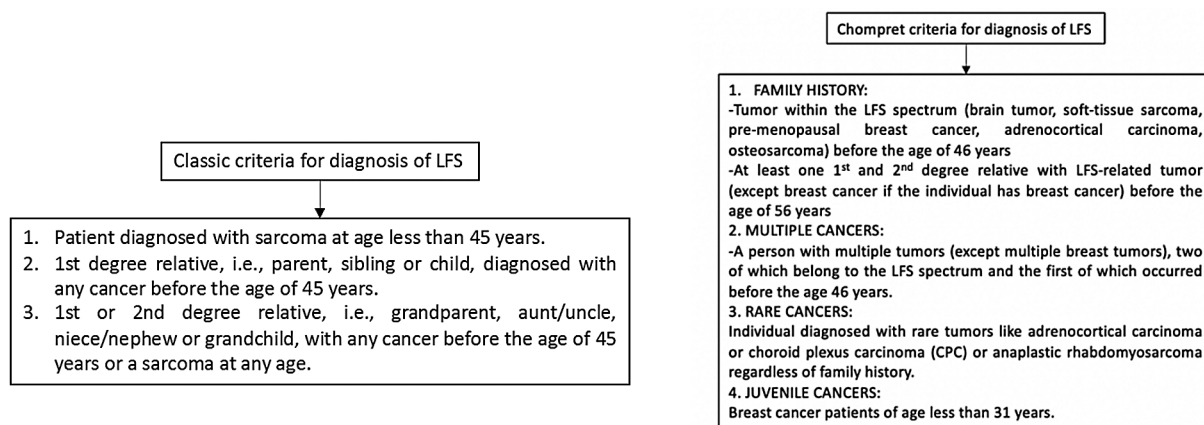 Classic criteria for diagnosis of LFS
1. Patient diagnosed with sarcoma at age less than 45 years.
2. 1st degree relative, i.e., parent, sibling or child, diagnosed with
any cancer before the age of 45 years.
3. 1st or 2nd degree relative, i.e., grandparent, aunt/uncle,
niece/nephew or grandchild, with any cancer before the age of 45
years or a sarcoma at any age.
Chompret criteria for diagnosis of LFS
1. FAMILY HISTORY:
-Tumor within the LFS spectrum (brain tumor, soft-tissue sarcoma,
pre-menopausal breast cancer, adrenocortical carcinoma,
osteosarcoma) before the age of 46 years
-At least one 1st and 2nd degree relative with LFS-related tumor
(except breast cancer if the individual has breast cancer) before the
age of 56 years
2. MULTIPLE CANCERS:
-A person with multiple tumors (except multiple breast tumors), two
of which belong to the LFS spectrum and the first of which occurred
before the age 46 years.
3. RARE CANCERS:
Individual diagnosed with rare tumors like adrenocortical carcinoma
or choroid plexus carcinoma (CPC) or anaplastic rhabdomyosarcoma
regardless of family history.
4. JUVENILE CANCERS:
Breast cancer patients of age less than 31 years.